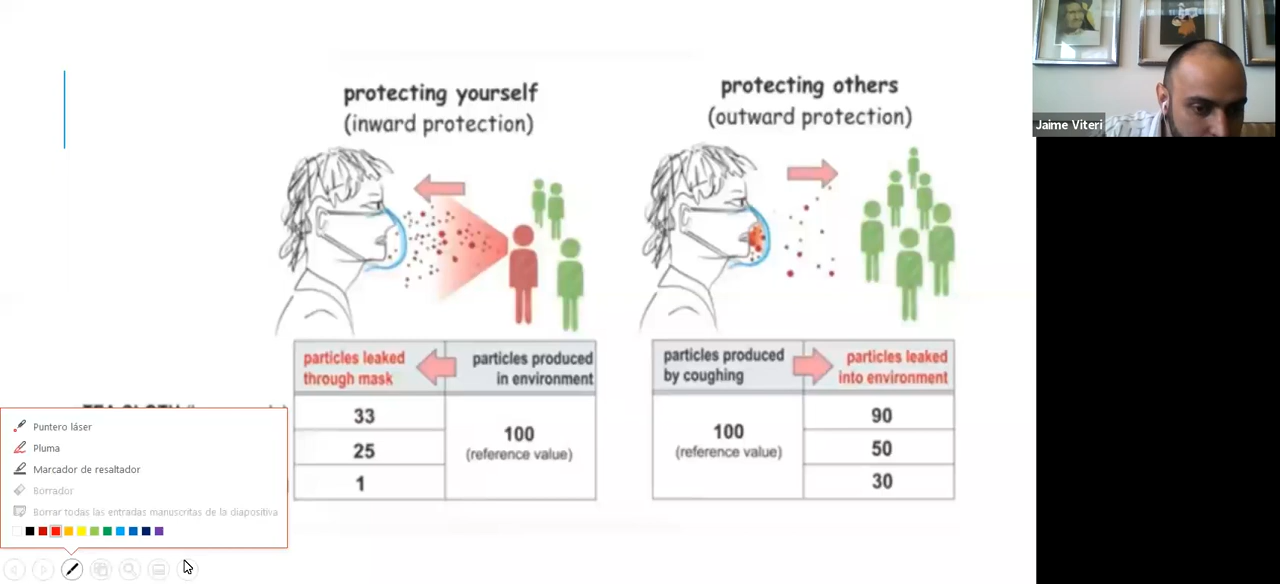 protecting yourself
(inward protection)
protecting others
(outward protection)
Jaime Viteri
particles leaked
through mask
particles produced
in environment
33
25
1
100
(reference value)
particles produced
by coughing
particles leaked
into environment
100
(reference value)
90
50
30
Puntero láser
Pluma
Marcador de resaltador
Borrador
Borrar todas las entradas manuscritas de la diapositiva